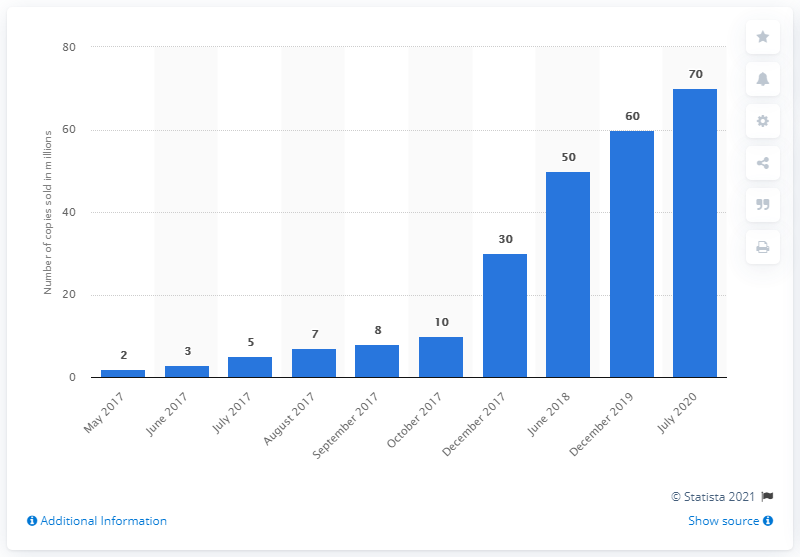 Number of copies sold in millions
80
60
40
20
0
2
3
5
7
8
10
30
50
60
70
May 2017
June 2017
July 2017
August 2017
September 2017
October 2017
December 2017
June 2018
December 2019
July 2020
© Statista 2021
Additional Information
Show source